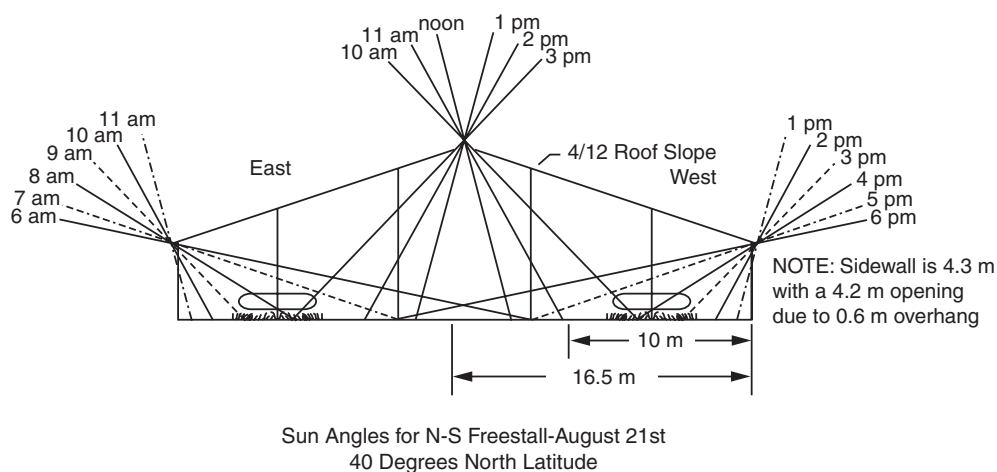 noon
11 am
10 am
1 pm
2 pm
3 pm
11 am
10 am
9 am
8 am
7 am
6 am
East
4/12 Roof Slope
West
1 pm
2 pm
3 pm
4 pm
5 pm
6 pm
NOTE: Sidewall is 4.3 m
with a 4.2 m opening
due to 0.6 m overhang
10 m
16.5 m
Sun Angles for N-S Freestall-August 21st
40 Degrees North Latitude